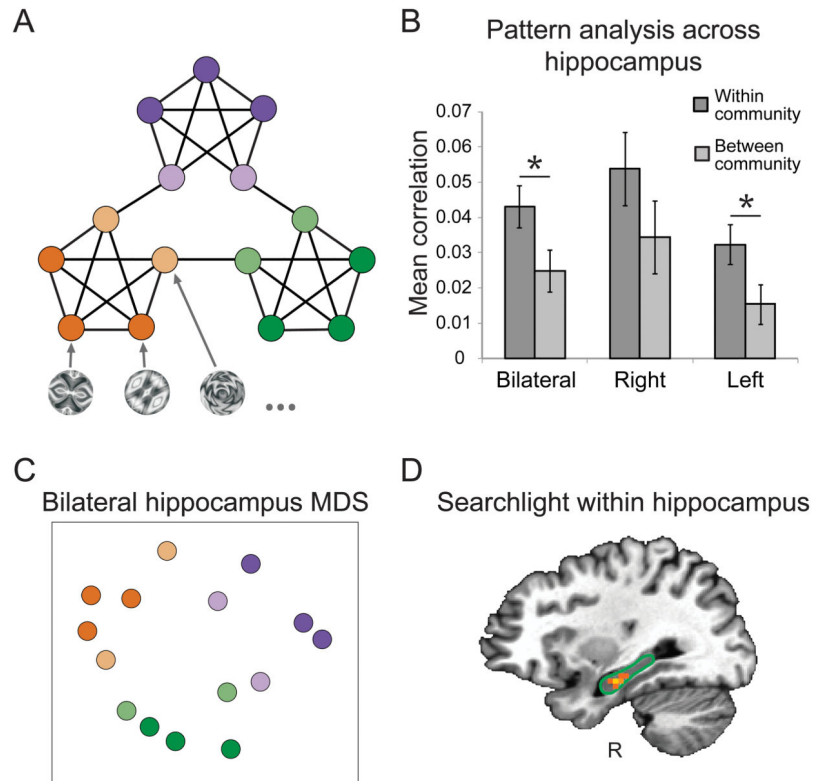 A
B
Pattern analysis across
hippocampus
Within
community
Between
community
Mean correlation
0.07
0.06
0.05
0.04
0.03
0.02
0.01
0
*
*
Bilateral
Right
Left
...
C
Bilateral hippocampus MDS
D
Searchlight within hippocampus
R